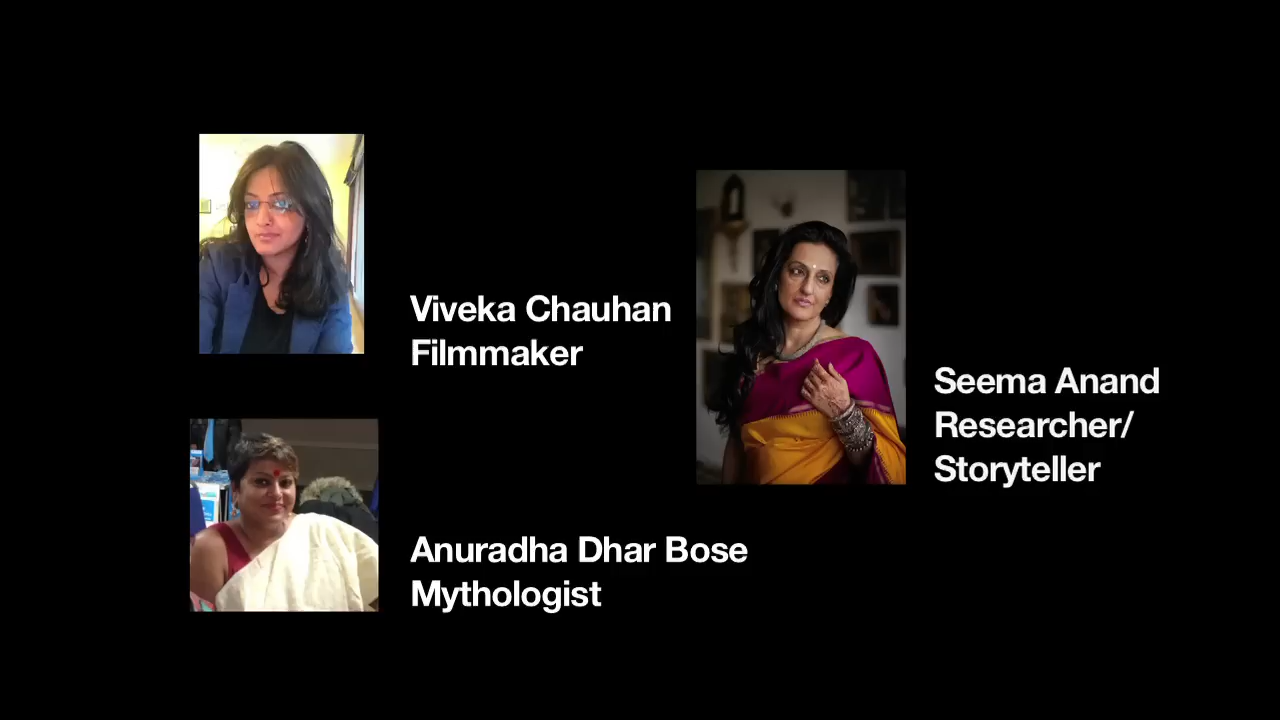 Viveka Chauhan
Filmmaker
Seema Anand
Researcher/
Storyteller
Anuradha Dhar Bose
Mythologist